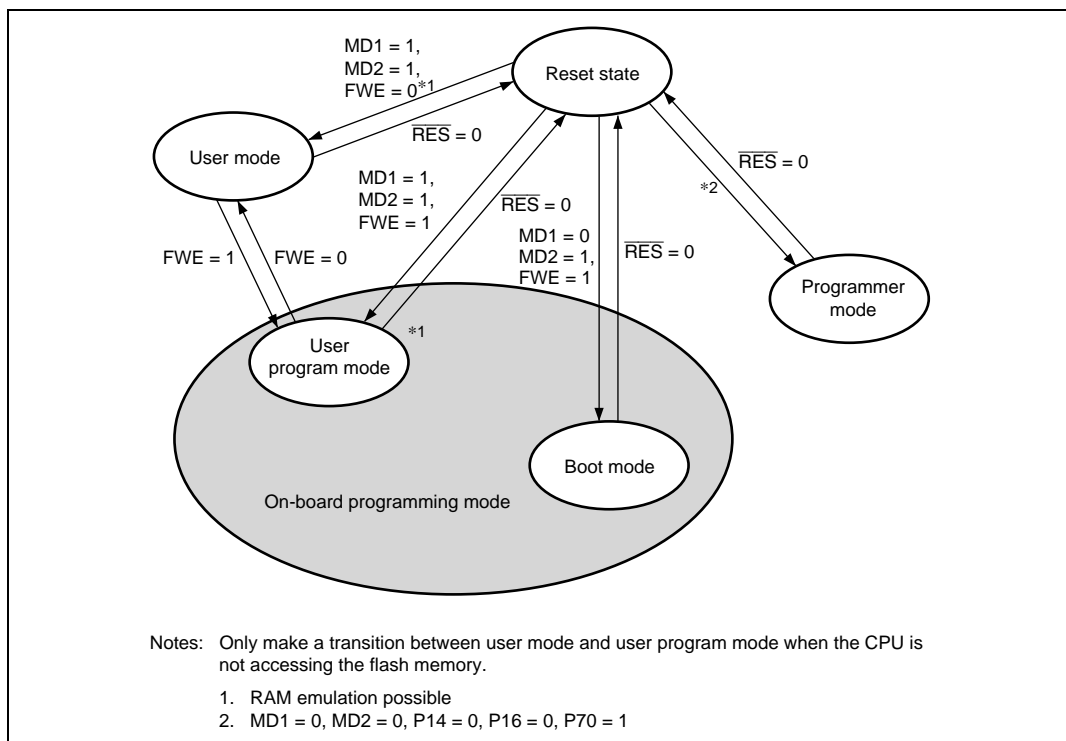 MD1 = 1,
MD2 = 1,
FWE = 0*1
Reset state
RES = 0
User mode
MD1 = 1,
MD2 = 1,
FWE = 1
RES = 0
*2
RES = 0
MD1 = 0
MD2 = 1,
FWE = 1
RES = 0
FWE = 1
FWE = 0
Programmer
mode
User
program mode
*1
Boot mode
On-board programming mode
Notes: Only make a transition between user mode and user program mode when the CPU is
not accessing the flash memory.
1. RAM emulation possible
2. MD1 = 0, MD2 = 0, P14 = 0, P16 = 0, P70 = 1